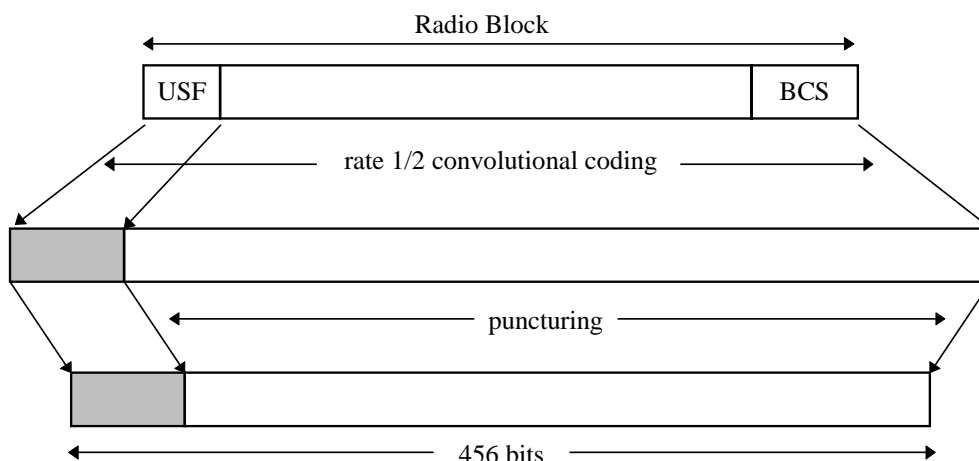 Radio Block
USF
BCS
rate 1/2 convolutional coding
puncturing
456 bits